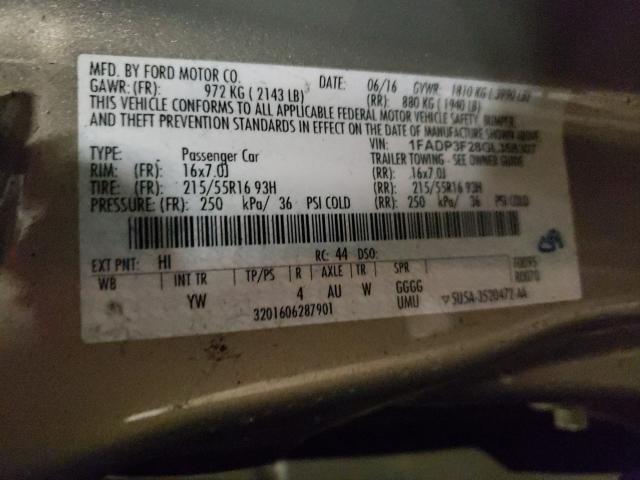 MFD. BY FORD MOTOR CO. DATE: 06/16 GVWR: 1810 KG ( 3990 LB)
GAWR: (FR): 972 KG ( 2143 LB) (RR): 880 KG ( 1940 LB)
THIS VEHICLE CONFORMS TO ALL APPLICABLE FEDERAL MOTOR VEHICLE SAFETY, BUMPER,
AND THEFT PREVENTION STANDARDS IN EFFECT ON THE DATE OF MANUFACTURE SHOWN ABOVE.
VIN:
TYPE: Passenger Car TRAILER TOWING - SEE OWNER
RIM: (FR): 16x7.0J (RR): 16x7.0J
TIRE: (FR): 215/55R16 93H (RR): 215/55R16 93H
PRESSURE: (FR): 250 kPa/ 36 PSI COLD (RR): 250 kPa/ 36 PSI COLD
EXT PNT: HI RC: 44 DSO:
WB INT TR TP/PS R AXLE TR SPR
YW 4 AU W GGGG
UMU
3201606287901